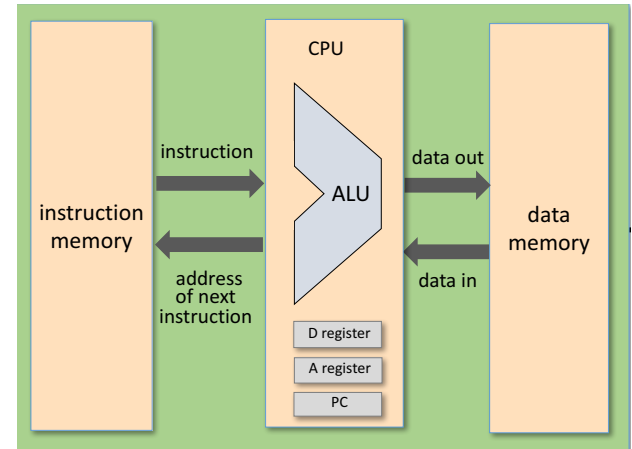 CPU
instruction
data out
ALU
instruction
memory
data
memory
address
of next
instruction
data in
D register
A register
PC